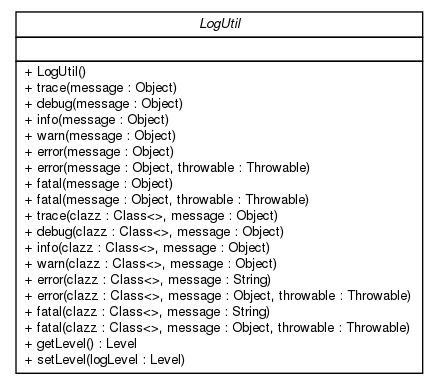 LogUtil
+ LogUtil()
+ trace(message : Object)
+ debug(message : Object)
+ info(message : Object)
+ warn(message : Object)
+ error(message : Object)
+ error(message : Object, throwable : Throwable)
+ fatal(message : Object)
+ fatal(message : Object, throwable : Throwable)
+ trace(clazz : Class<>, message : Object)
+ debug(clazz : Class<>, message : Object)
+ info(clazz : Class<>, message : Object)
+ warn(clazz : Class<>, message : Object)
+ error(clazz : Class<>, message : String)
+ error(clazz : Class<>, message : Object, throwable : Throwable)
+ fatal(clazz : Class<>, message : String)
+ fatal(clazz : Class<>, message : Object, throwable : Throwable)
+ getLevel() : Level
+ setLevel(logLevel : Level)